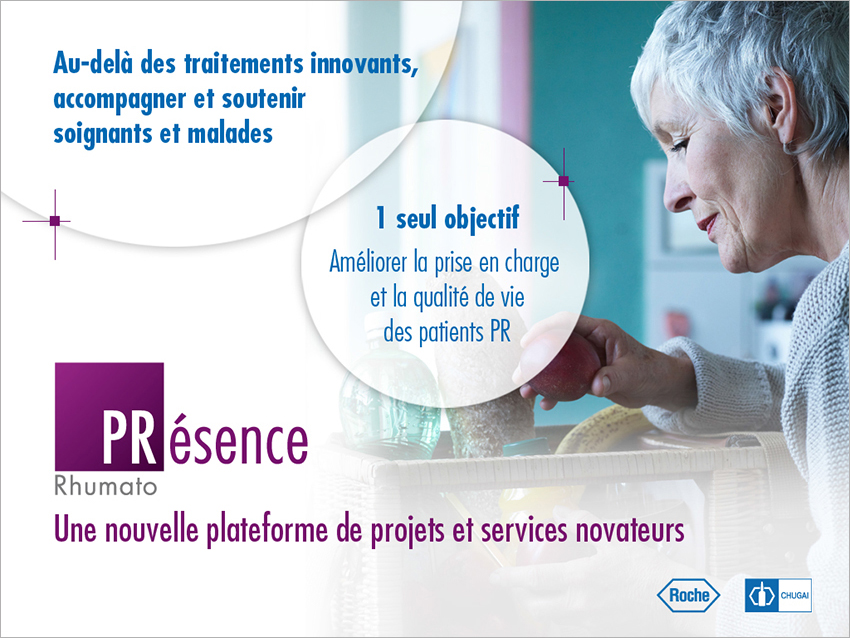 Au-delà des traitements innovants,
accompagner et soutenir
soignants et malades
1 seul objectif
Améliorer la prise en charge
et la qualité de vie
des patients PR
PRésence
Rhumato
Une nouvelle plateforme de projets et services novateurs
Roche
CHUGAI